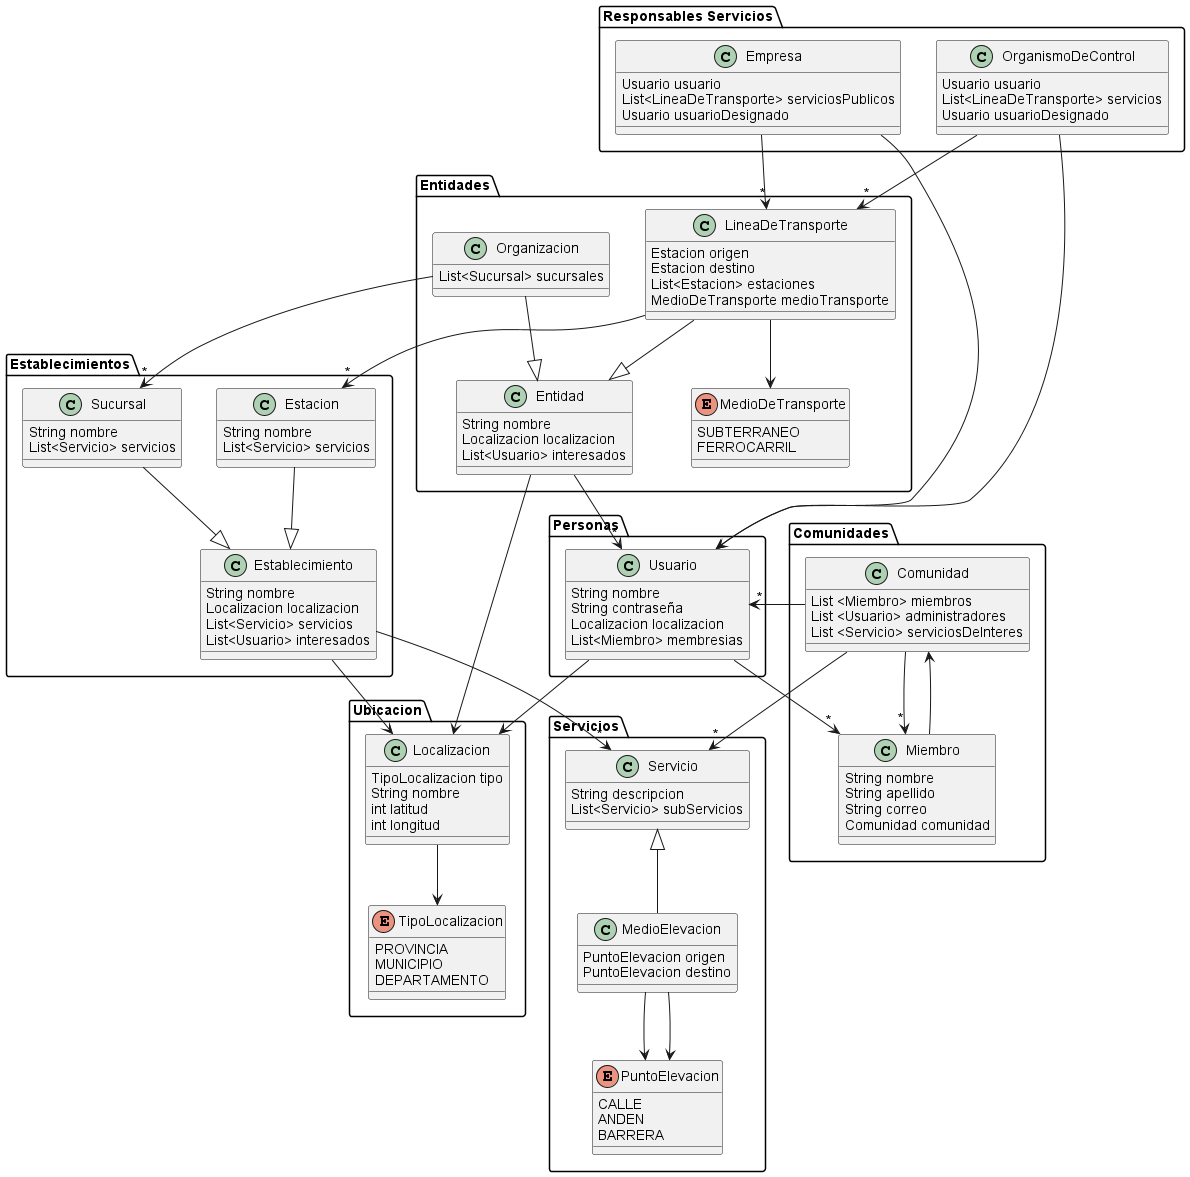 Responsables Servicios
C Empresa
Usuario usuario
List<LineaDeTransporte> serviciosPublicos
Usuario usuarioDesignado
C OrganismoDeControl
Usuario usuario
List<LineaDeTransporte> servicios
Usuario usuarioDesignado
*
*
Entidades
C Organizacion
List<Sucursal> sucursales
C LineaDeTransporte
Estacion origen
Estacion destino
List<Estacion> estaciones
MedioDeTransporte medioTransporte
C Entidad
String nombre
Localizacion localizacion
List<Usuario> interesados
E MedioDeTransporte
SUBTERRANEO
FERROCARRIL
Establecimientos
*
*
C Sucursal
String nombre
List<Servicio> servicios
C Estacion
String nombre
List<Servicio> servicios
C Establecimiento
String nombre
Localizacion localizacion
List<Servicio> servicios
List<Usuario> interesados
Personas
*
C Usuario
String nombre
String contraseña
Localizacion localizacion
List<Miembro> membresias
Comunidades
C Comunidad
List <Miembro> miembros
List <Usuario> administradores
List <Servicio> serviciosDeInteres
*
*
*
C Miembro
String nombre
String apellido
String correo
Comunidad comunidad
Ubicacion
C Localizacion
TipoLocalizacion tipo
String nombre
int latitud
int longitud
E TipoLocalizacion
PROVINCIA
MUNICIPIO
DEPARTAMENTO
Servicios
*
*
C Servicio
String descripcion
List<Servicio> subServicios
C MedioElevacion
PuntoElevacion origen
PuntoElevacion destino
E PuntoElevacion
CALLE
ANDEN
BARRERA